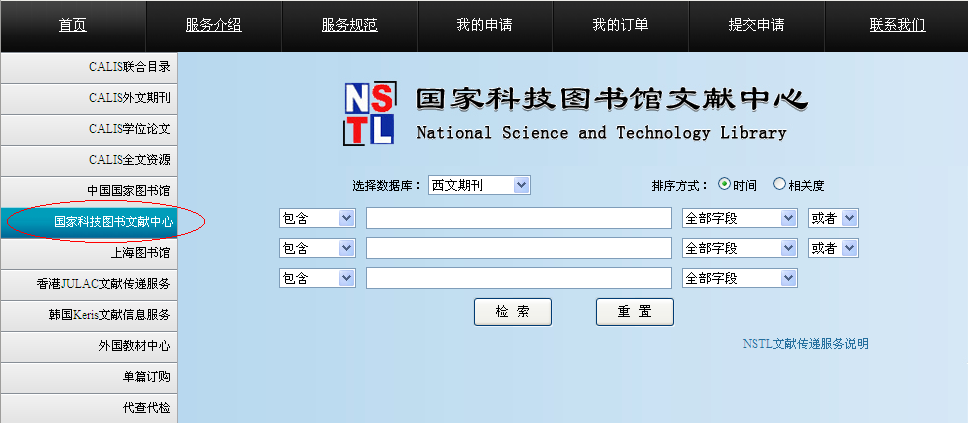 首页 服务介绍 服务规范 我的申请 我的订单 提交申请 联系我们
CALIS联合目录
CALIS外文期刊
CALIS学位论文
CALIS全文资源
中国国家图书馆
国家科技图书文献中心
上海图书馆
香港JULAC文献传递服务
韩国Keris文献信息服务
外国教材中心
单篇订购
代查代检
NS
TL
国家科技图书馆文献中心
National Science and Technology Library
选择数据库： 西文期刊 排序方式： 时间 相关度
包含 全部字段 或者
包含 全部字段 或者
包含 全部字段
检 索 重 置
NSTL文献传递服务说明